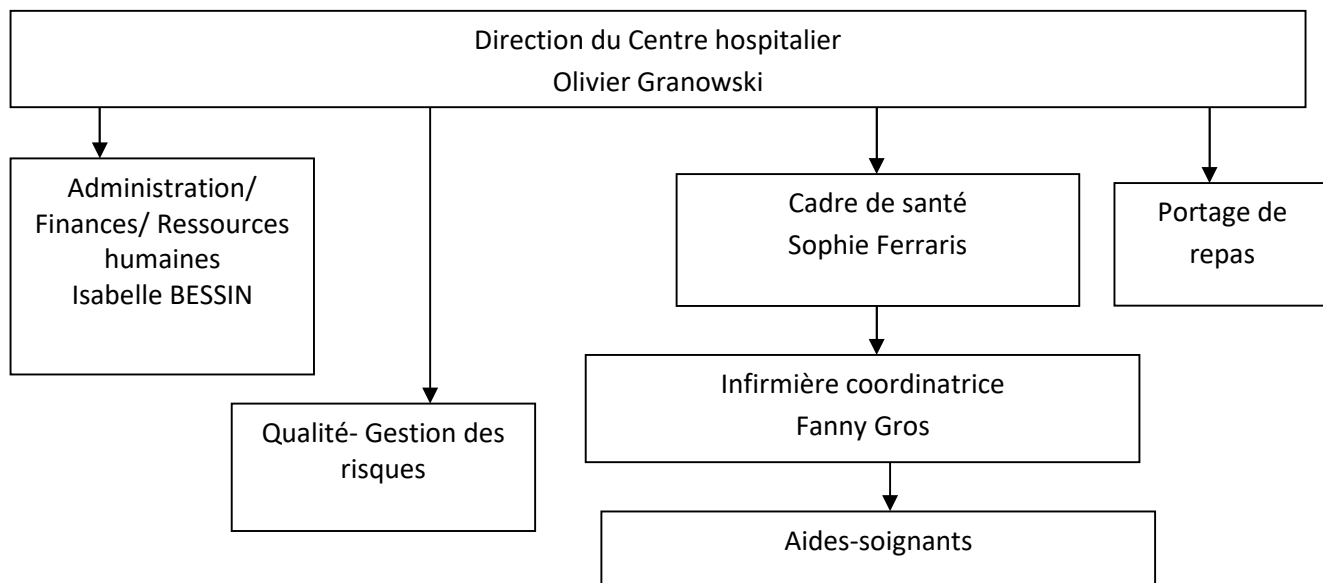 Direction du Centre hospitalier
Olivier Granowski
Administration/
Finances/ Ressources
humaines
Isabelle BESSIN
Cadre de santé
Sophie Ferraris
Portage de
repas
Infirmière coordinatrice
Fanny Gros
Qualité- Gestion des
risques
Aides-soignants